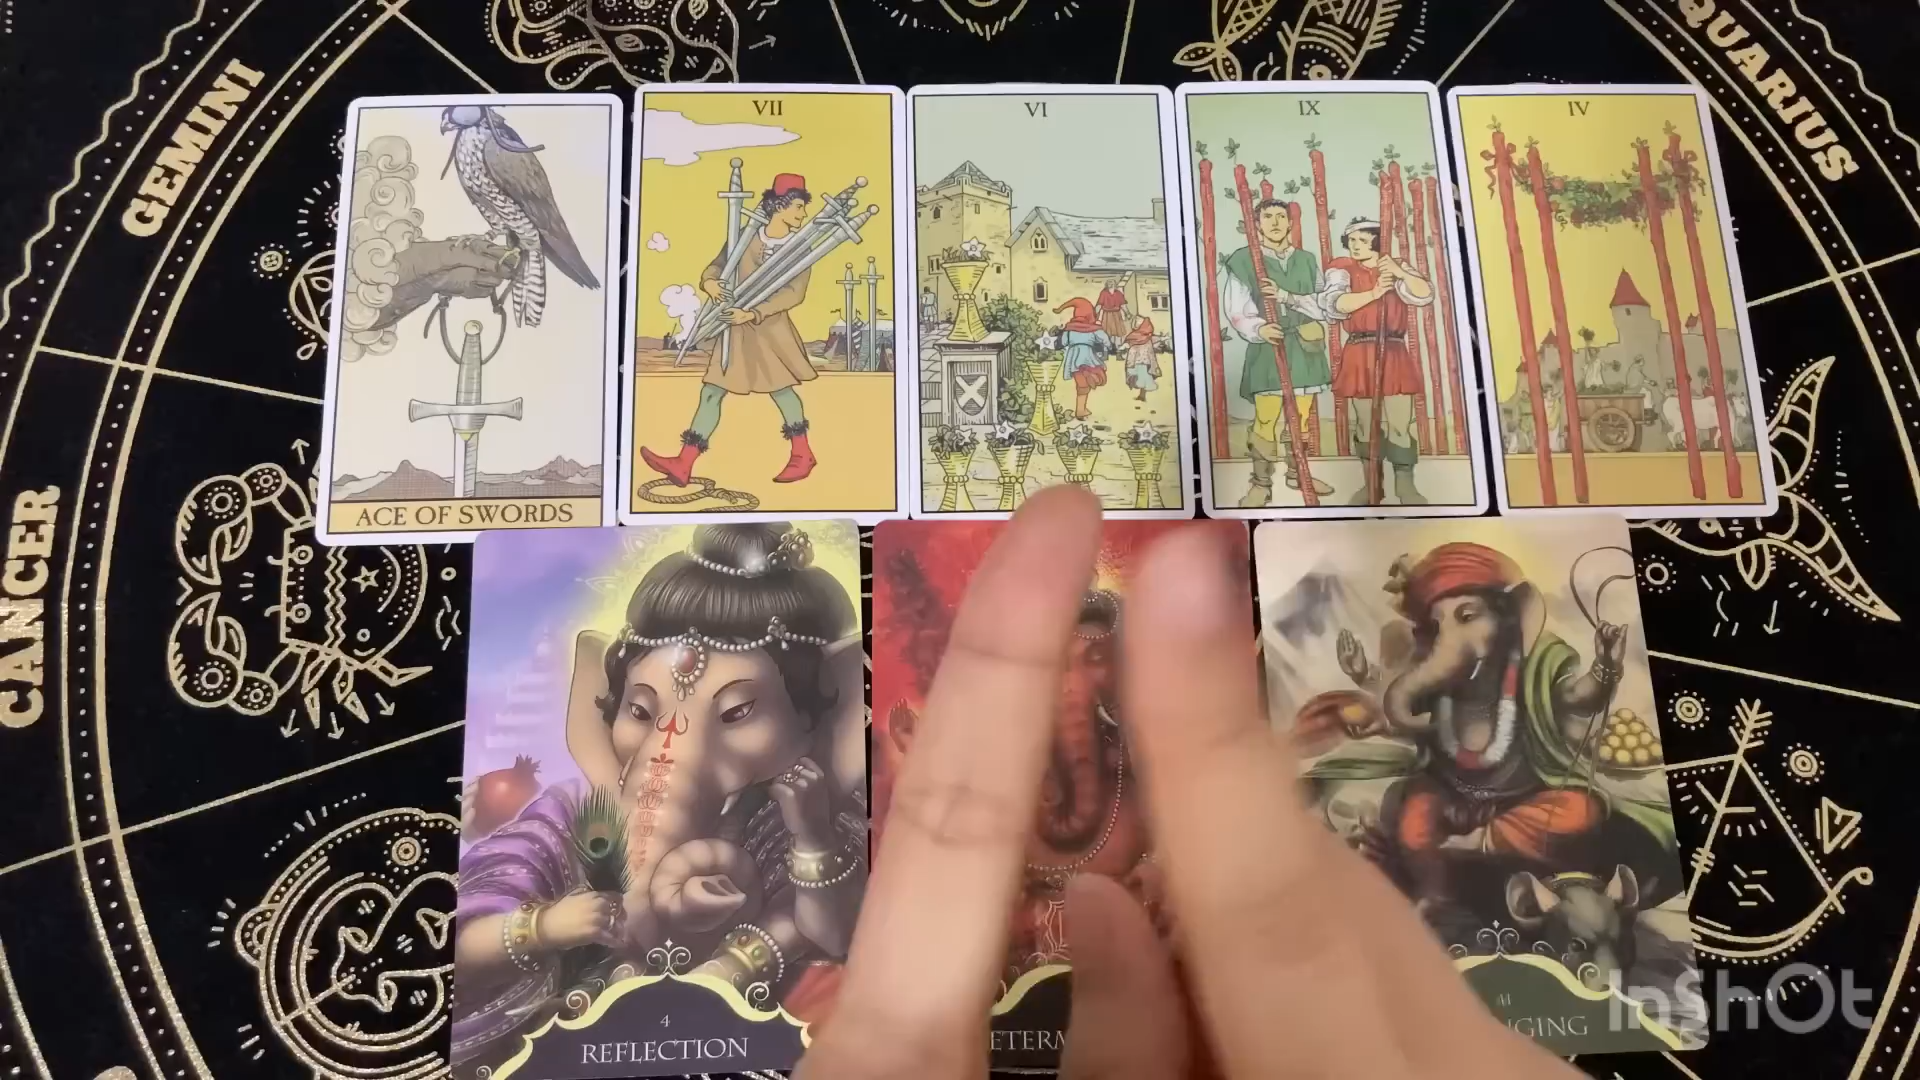 GEMINI
AQUARIUS
VII
VI
IX
IV
CANCER
ACE OF SWORDS
4
REFLECTION
InShOt